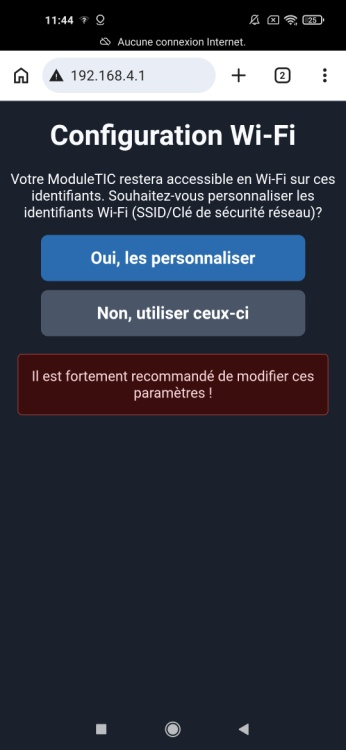 11:44
25
Aucune connexion Internet.
192.168.4.1
2
Configuration Wi-Fi
Votre ModuleTIC restera accessible en Wi-Fi sur ces
identifiants. Souhaitez-vous personnaliser les
identifiants Wi-Fi (SSID/Clé de sécurité réseau)?
Oui, les personnaliser
Non, utiliser ceux-ci
Il est fortement recommandé de modifier ces
paramètres !